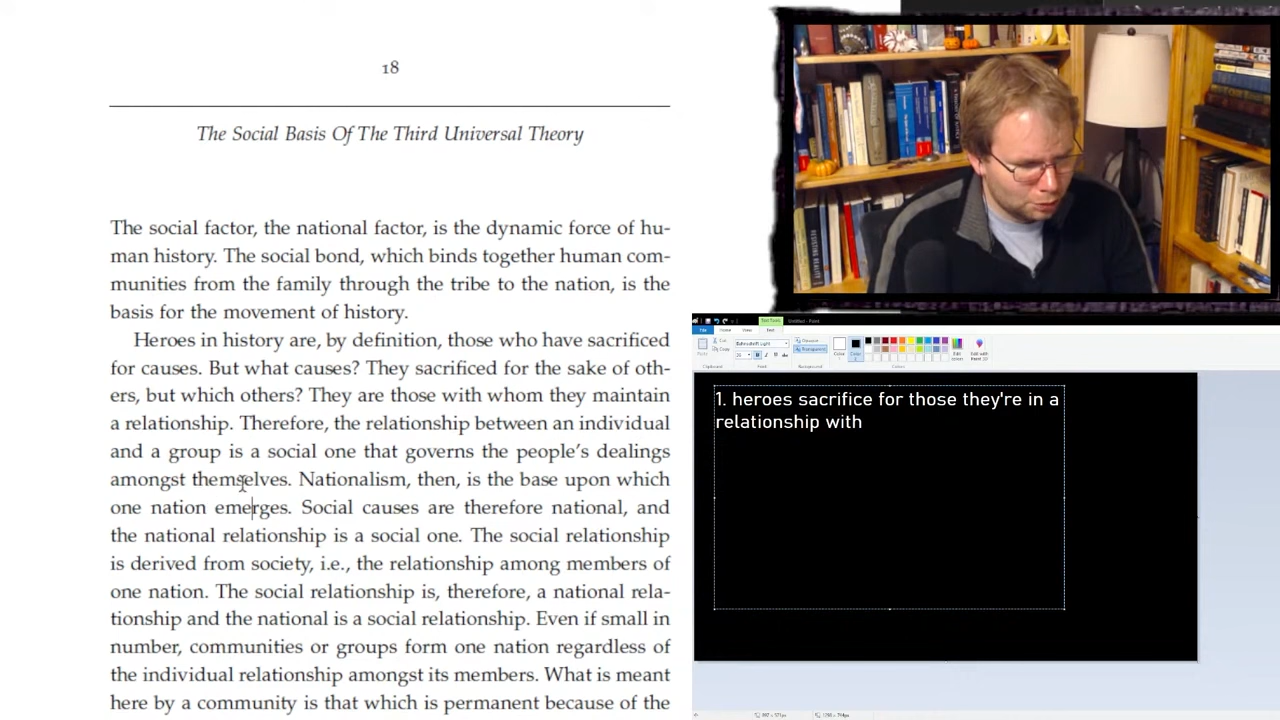 18
The Social Basis Of The Third Universal Theory
The social factor, the national factor, is the dynamic force of hu-
man history. The social bond, which binds together human com-
munities from the family through the tribe to the nation, is the
basis for the movement of history.
Heroes in history are, by definition, those who have sacrificed
for causes. But what causes? They sacrificed for the sake of oth-
ers, but which others? They are those with whom they maintain
a relationship. Therefore, the relationship between an individual
and a group is a social one that governs the people's dealings
amongst themselves. Nationalism, then, is the base upon which
one nation emerges. Social causes are therefore national, and
the national relationship is a social one. The social relationship
is derived from society, i.e., the relationship among members of
one nation. The social relationship is, therefore, a national rela-
tionship and the national is a social relationship. Even if small in
number, communities or groups form one nation regardless of
the individual relationship amongst its members. What is meant
here by a community is that which is permanent because of the
1. heroes sacrifice for those they're in a
relationship with